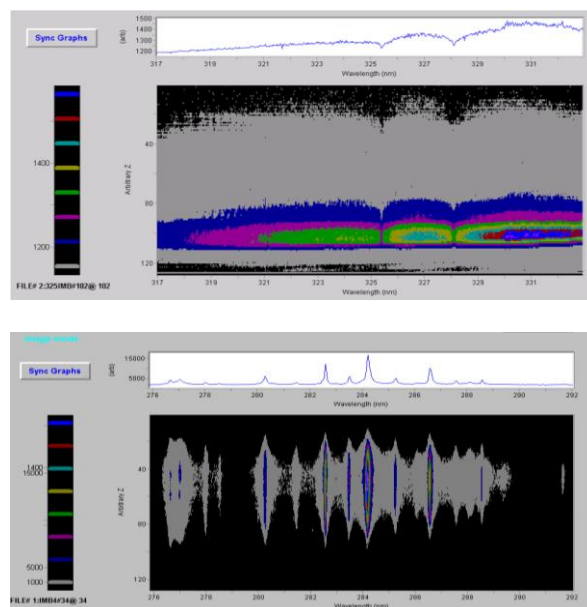 1500
1400
1300
1200
(arb)
Sync Graphs
317 319 321 323 325 327 329 331
Wavelength (nm)
1400
1200
40
80
120
Arbitrary Z
317 319 321 323 325 327 329 331
Wavelength (nm)
FILE# 2:325IMB#102@ 102
15000
5000
(arb)
Sync Graphs
276 278 280 282 284 286 288 290 292
Wavelength (nm)
1400
15000
5000
1000
40
80
120
Arbitrary Z
276 278 280 282 284 286 288 290 292
Wavelength (nm)
FILE# 1:IMB4#34@ 34